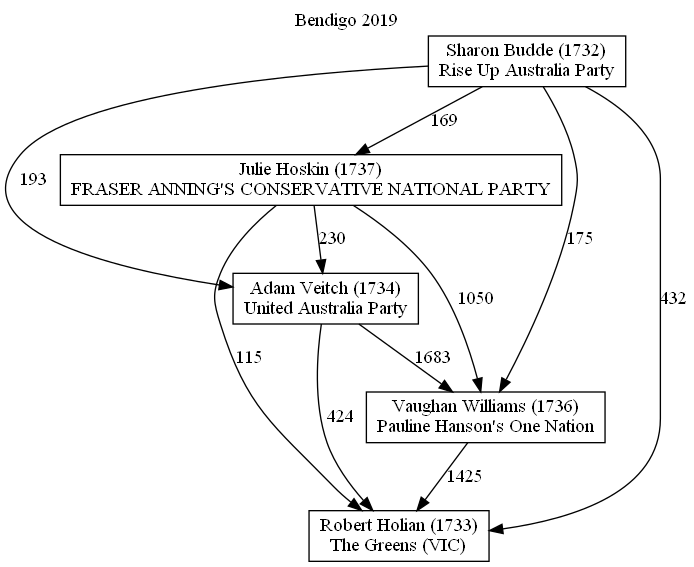 Bendigo 2019
Sharon Budde (1732)
Rise Up Australia Party
169
193
Julie Hoskin (1737)
FRASER ANNING'S CONSERVATIVE NATIONAL PARTY
230
175
Adam Veitch (1734)
United Australia Party
1050
432
115
1683
424
Vaughan Williams (1736)
Pauline Hanson's One Nation
1425
Robert Holian (1733)
The Greens (VIC)